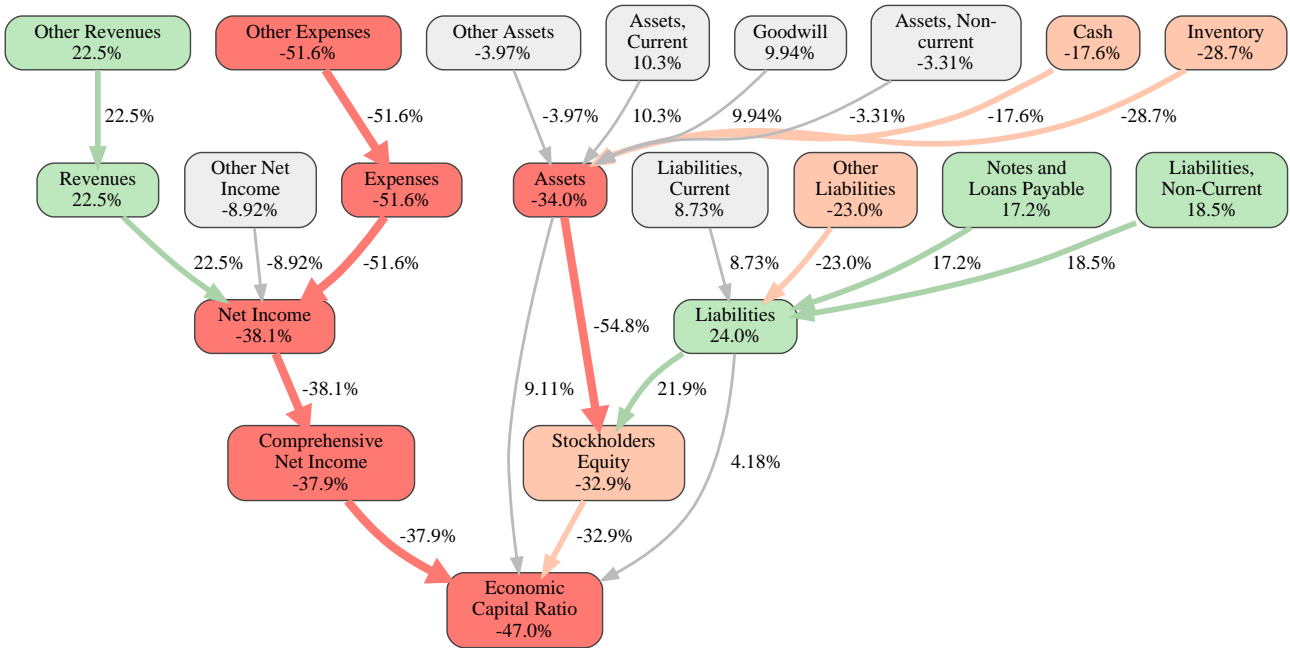 Other Revenues
22.5%
Other Expenses
-51.6%
Other Assets
-3.97%
Assets,
Current
10.3%
Goodwill
9.94%
Assets, Non-
current
-3.31%
Cash
-17.6%
Inventory
-28.7%
22.5%
-51.6%
-3.97%
10.3%
9.94%
-3.31%
-17.6%
-28.7%
Revenues
22.5%
Other Net
Income
-8.92%
Expenses
-51.6%
Assets
-34.0%
Liabilities,
Current
8.73%
Other
Liabilities
-23.0%
Notes and
Loans Payable
17.2%
Liabilities,
Non-Current
18.5%
22.5%
-8.92%
-51.6%
8.73%
-23.0%
17.2%
18.5%
Net Income
-38.1%
-54.8%
Liabilities
24.0%
-38.1%
9.11%
21.9%
Comprehensive
Net Income
-37.9%
Stockholders
Equity
-32.9%
4.18%
-37.9%
-32.9%
Economic
Capital Ratio
-47.0%